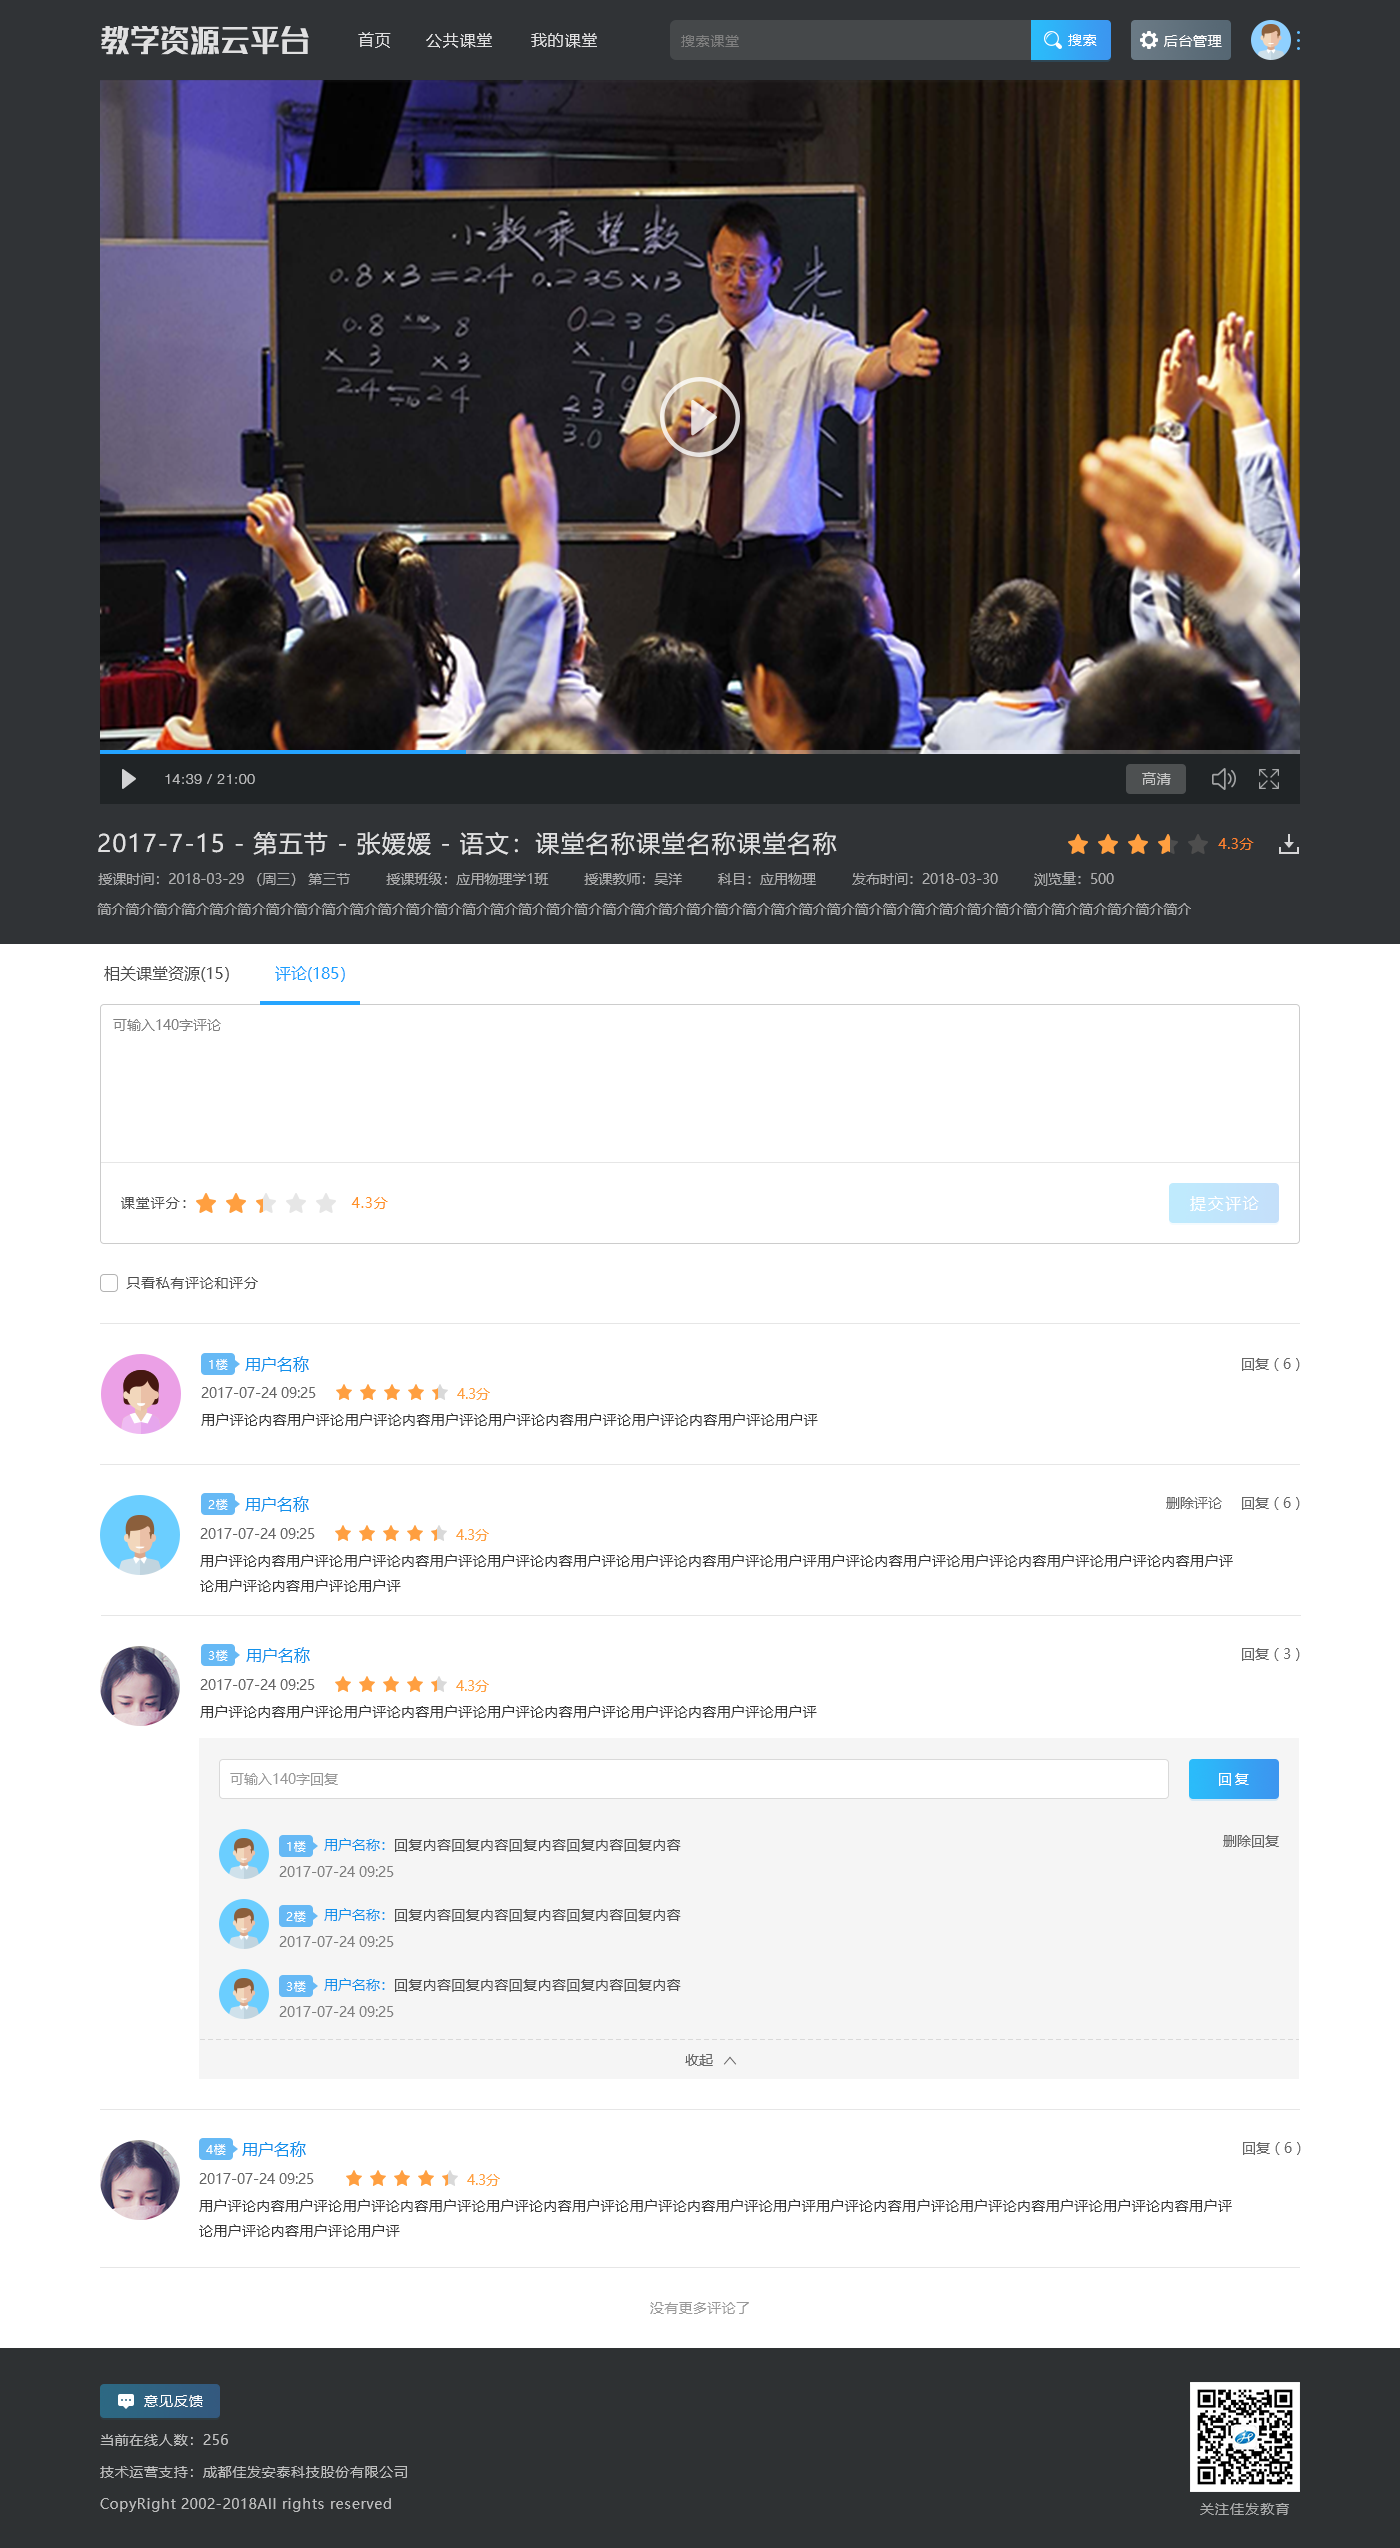 教学资源云平台 首页 公共课堂 我的课堂 搜索课堂 搜索 后台管理
小数乘整数
0.8×3=2.4 0.235×13
14:39 / 21:00 高清
2017-7-15 - 第五节 - 张媛媛 - 语文：课堂名称课堂名称课堂名称 4.3分
授课时间：2018-03-29 （周三） 第三节 授课班级：应用物理学1班 授课教师：吴洋 科目：应用物理 发布时间：2018-03-30 浏览量：500
简介简介简介简介简介简介简介简介简介简介简介简介简介简介简介简介简介简介简介简介简介简介简介简介简介简介简介简介简介简介简介简介简介简介简介简介简介简介简介
相关课堂资源(15) 评论(185)
可输入140字评论
课堂评分： 4.3分 提交评论
只看私有评论和评分
1楼 用户名称 回复 ( 6 )
2017-07-24 09:25 4.3分
用户评论内容用户评论用户评论内容用户评论用户评论内容用户评论用户评论内容用户评论用户评
2楼 用户名称 删除评论 回复 ( 6 )
2017-07-24 09:25 4.3分
用户评论内容用户评论用户评论内容用户评论用户评论内容用户评论用户评论内容用户评论用户评用户评论内容用户评论用户评论内容用户评论用户评论内容用户评
论用户评论内容用户评论用户评
3楼 用户名称 回复 ( 3 )
2017-07-24 09:25 4.3分
用户评论内容用户评论用户评论内容用户评论用户评论内容用户评论用户评论内容用户评论用户评
可输入140字回复 回复
1楼 用户名称：回复内容回复内容回复内容回复内容回复内容 删除回复
2017-07-24 09:25
2楼 用户名称：回复内容回复内容回复内容回复内容回复内容
2017-07-24 09:25
3楼 用户名称：回复内容回复内容回复内容回复内容回复内容
2017-07-24 09:25
收起
4楼 用户名称 回复 ( 6 )
2017-07-24 09:25 4.3分
用户评论内容用户评论用户评论内容用户评论用户评论内容用户评论用户评论内容用户评论用户评用户评论内容用户评论用户评论内容用户评论用户评论内容用户评
论用户评论内容用户评论用户评
没有更多评论了
意见反馈
当前在线人数：256
技术运营支持：成都佳发安泰科技股份有限公司
CopyRight 2002-2018All rights reserved
关注佳发教育